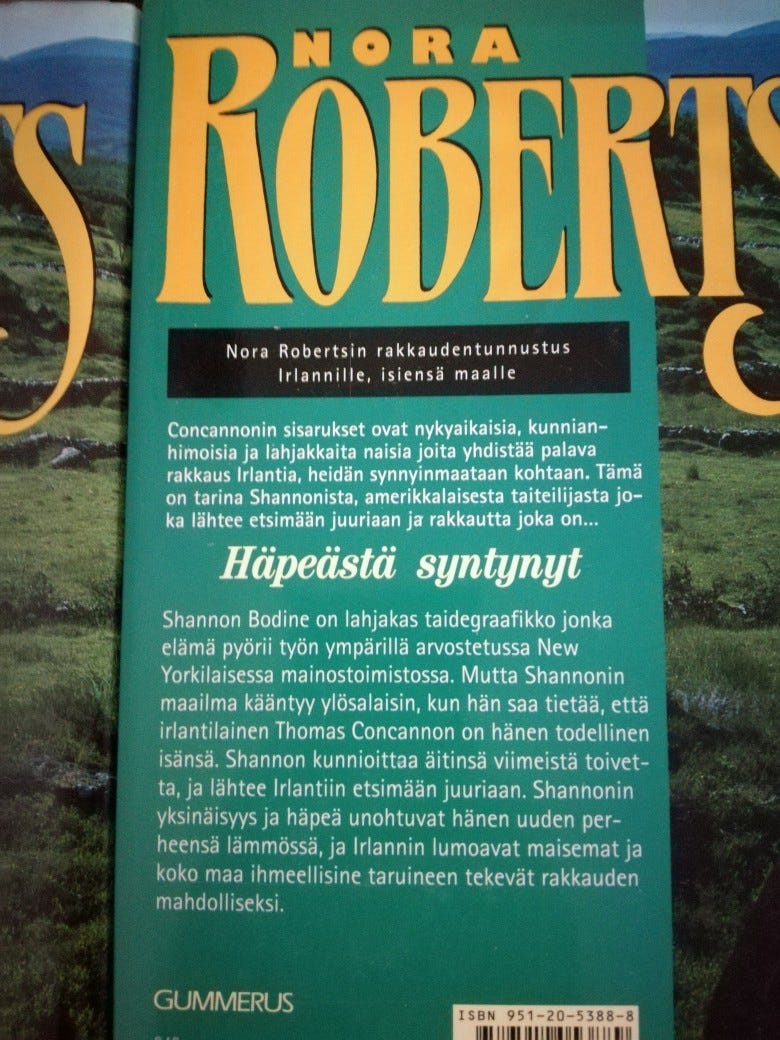 NORA
ROBERTS
Nora Robertsin rakkaudentunnustus
Irlannille, isiensä maalle
Concannonin sisarukset ovat nykyaikaisia, kunnian-
himoisia ja lahjakkaita naisia joita yhdistää palava
rakkaus Irlantia, heidän synnyinmaataan kohtaan. Tämä
on tarina Shannonista, amerikkalaisesta taiteilijasta jo-
ka lähtee etsimään juuriaan ja rakkautta joka on...
Häpeästä syntynyt
Shannon Bodine on lahjakas taidegraafikko jonka
elämä pyörii työn ympärillä arvostetussa New
Yorkilaisessa mainostoimistossa. Mutta Shannonin
maailma kääntyy ylösalaisin, kun hän saa tietää, että
irlantilainen Thomas Concannon on hänen todellinen
isänsä. Shannon kunnioittaa äitinsä viimeistä toivet-
ta, ja lähtee Irlantiin etsimään juuriaan. Shannonin
yksinäisyys ja häpeä unohtuvat hänen uuden per-
heensä lämmössä, ja Irlannin lumoavat maisemat ja
koko maa ihmeellisine taruineen tekevät rakkauden
mahdolliseksi.
GUMMERUS
ISBN 951-20-5388-8